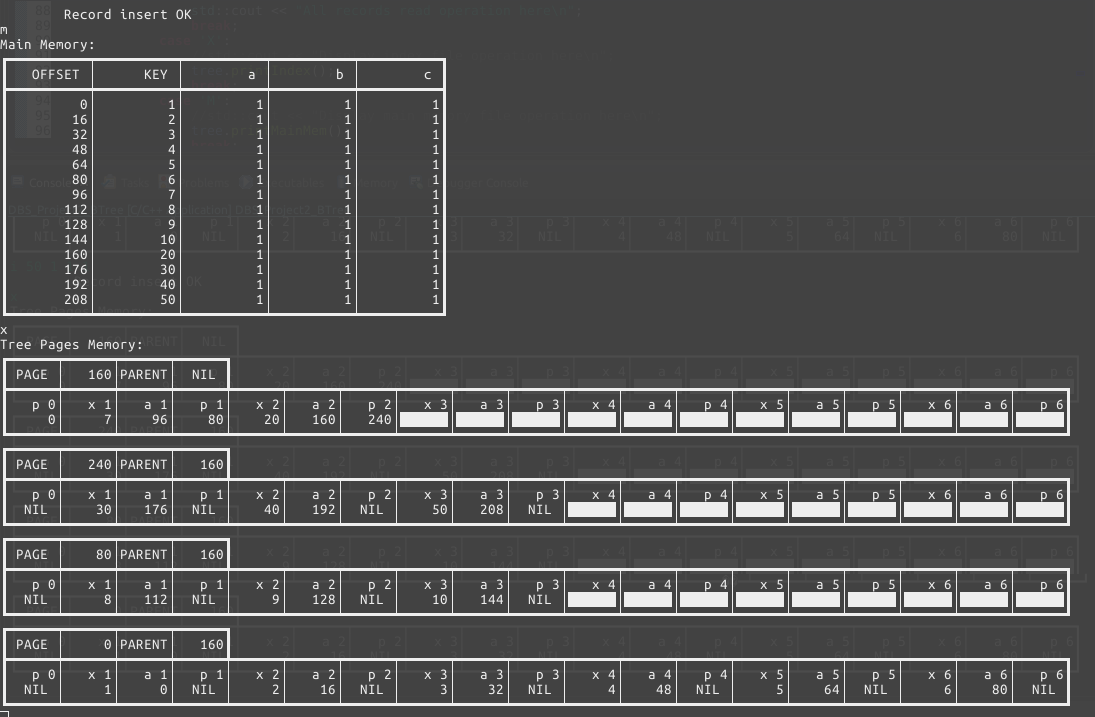 Record insert OK
m
Main Memory:
OFFSET KEY a b c
0 1 1 1 1
16 2 1 1 1
32 3 1 1 1
48 4 1 1 1
64 5 1 1 1
80 6 1 1 1
96 7 1 1 1
112 8 1 1 1
128 9 1 1 1
144 10 1 1 1
160 20 1 1 1
176 30 1 1 1
192 40 1 1 1
208 50 1 1 1
x
Tree Pages Memory:
PAGE 160 PARENT NIL
p 0 x 1 a 1 p 1 x 2 a 2 p 2 x 3 a 3 p 3 x 4 a 4 p 4 x 5 a 5 p 5 x 6 a 6 p 6
0 7 96 80 20 160 240
PAGE 240 PARENT 160
p 0 x 1 a 1 p 1 x 2 a 2 p 2 x 3 a 3 p 3 x 4 a 4 p 4 x 5 a 5 p 5 x 6 a 6 p 6
NIL 30 176 NIL 40 192 NIL 50 208 NIL
PAGE 80 PARENT 160
p 0 x 1 a 1 p 1 x 2 a 2 p 2 x 3 a 3 p 3 x 4 a 4 p 4 x 5 a 5 p 5 x 6 a 6 p 6
NIL 8 112 NIL 9 128 NIL 10 144 NIL
PAGE 0 PARENT 160
p 0 x 1 a 1 p 1 x 2 a 2 p 2 x 3 a 3 p 3 x 4 a 4 p 4 x 5 a 5 p 5 x 6 a 6 p 6
NIL 1 0 NIL 2 16 NIL 3 32 NIL 4 48 NIL 5 64 NIL 6 80 NIL